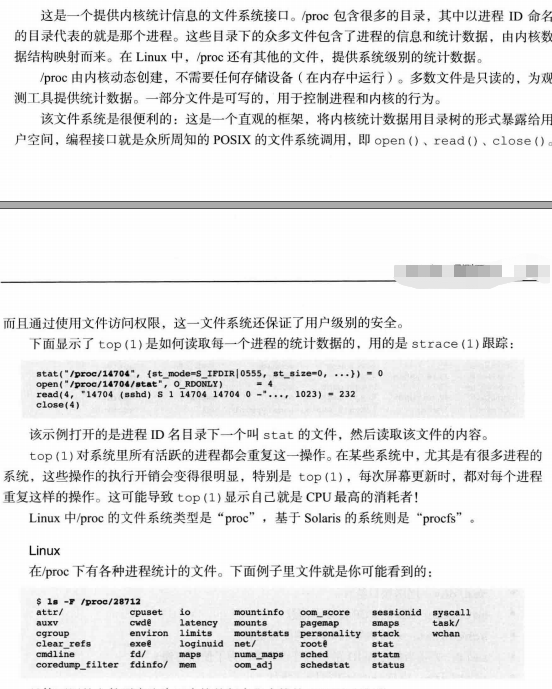 这是一个提供内核统计信息的文件系统接口。/proc 包含很多的目录，其中以进程 ID 命名
的目录代表的就是那个进程。这些目录下的众多文件包含了进程的信息和统计数据，由内核数
据结构映射而来。在 Linux 中，/proc 还有其他的文件，提供系统级别的统计数据。
/proc 由内核动态创建，不需要任何存储设备（在内存中运行）。多数文件是只读的，为观
测工具提供统计数据。一部分文件是可写的，用于控制进程和内核的行为。
该文件系统是很便利的：这是一个直观的框架，将内核统计数据用目录树的形式暴露给用
户空间，编程接口就是众所周知的 POSIX 的文件系统调用，即 open()、read()、close()。
而且通过使用文件访问权限，这一文件系统还保证了用户级别的安全。
下面显示了 top(1) 是如何读取每一个进程的统计数据的，用的是 strace(1) 跟踪：
stat("/proc/14704", {st_mode=S_IFDIR|0555, st_size=0, ...}) = 0
open("/proc/14704/stat", O_RDONLY) = 4
read(4, "14704 (sshd) S 1 14704 14704 0 -"..., 1023) = 232
close(4)
该示例打开的是进程 ID 名目录下一个叫 stat 的文件，然后读取该文件的内容。
top(1) 对系统里所有活跃的进程都会重复这一操作。在某些系统中，尤其是有很多进程的
系统，这些操作的执行开销会变得很明显，特别是 top(1)，每次屏幕更新时，都对每个进程
重复这样的操作。这可能导致 top(1) 显示自己就是 CPU 最高的消耗者！
Linux 中/proc 的文件系统类型是“proc”，基于 Solaris 的系统则是“procfs”。
Linux
在/proc 下有各种进程统计的文件。下面例子里文件就是你可能看到的：
$ ls -F /proc/28712
attr/ cpuset io mountinfo oom_score sessionid syscall
auxv cwd@ latency mounts pagemap smaps task/
cgroup environ limits mountstats personality stack wchan
clear_refs exe@ loginuid net/ root@ stat
cmdline fd/ maps numa_maps sched statm
coredump_filter fdinfo/ mem oom_adj schedstat status